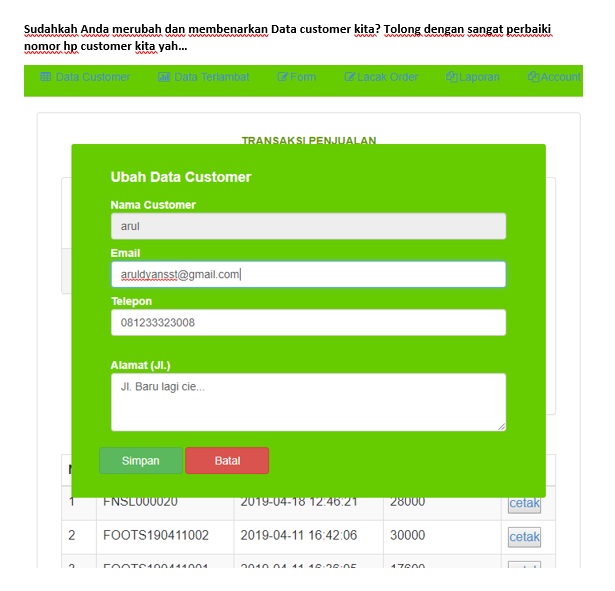 Sudahkah Anda merubah dan membenarkan Data customer kita? Tolong dengan sangat perbaiki
nomor hp customer kita yah...
Data Customer Data Terlambat Form Lacak Order Laporan Account
TRANSAKSI PENJUALAN
Ubah Data Customer
Nama Customer
arul
Email
aruldyansst@gmail.com
Telepon
081233323008
Alamat (Jl.)
Jl. Baru lagi cie...
Simpan Batal
1 FNSL000020 2019-04-18 12:46:21 28000 cetak
2 FOOTS190411002 2019-04-11 16:42:06 30000 cetak
3 FOOTS190411001 2019-04-11 16:36:05 17600